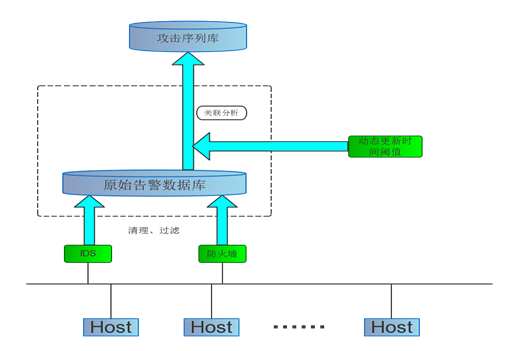 攻击序列库
关联分析
动态更新时
间阈值
原始告警数据库
清理、过滤
IDS
防火墙
Host
Host
......
Host